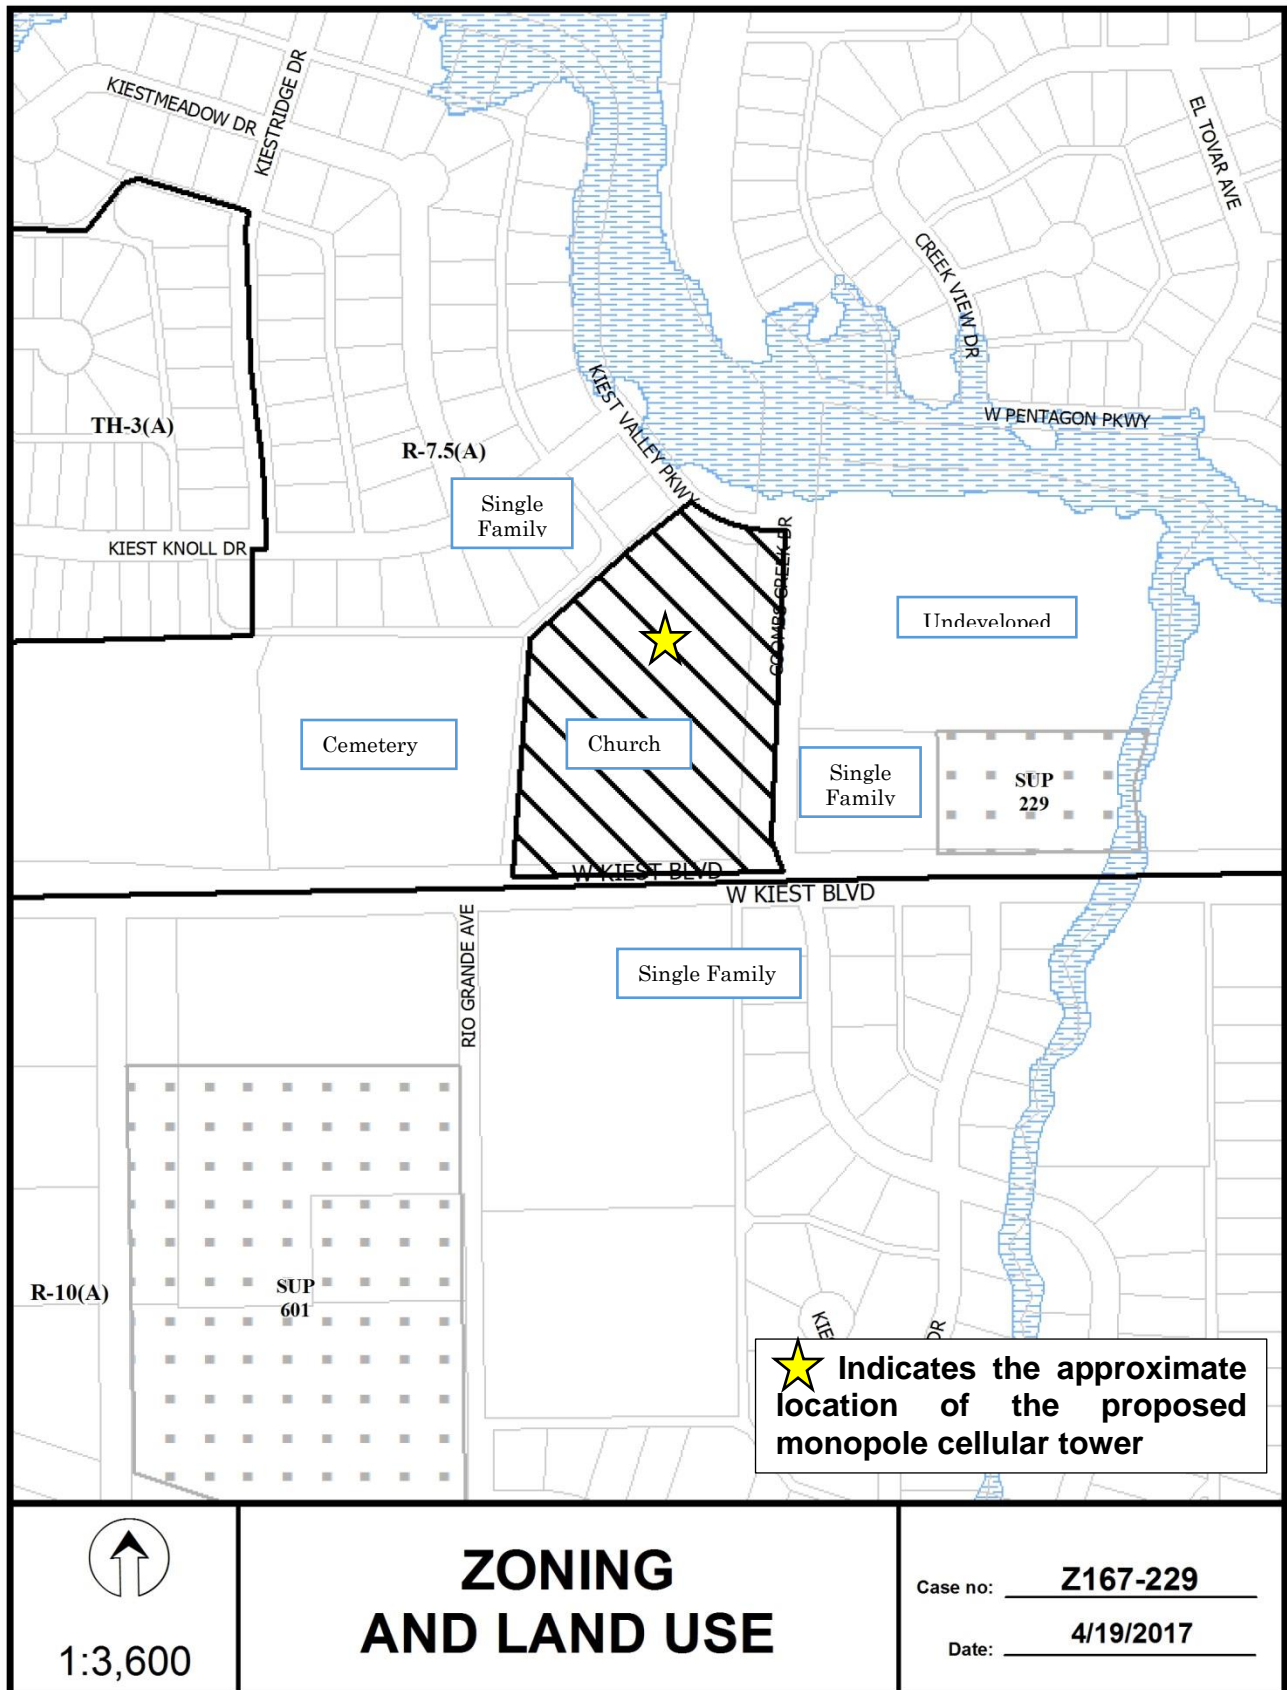 KIESTMEADOW DR
KIESTRIDGE DR
EL TOVAR AVE
CREEK VIEW DR
KIEST VALLEY PKWY
W PENTAGON PKWY
TH-3(A)
R-7.5(A)
Single
Family
KIEST KNOLL DR
COOMBS CREEK DR
Undeveloped
Cemetery
Church
Single
Family
SUP
229
W KIEST BLVD
W KIEST BLVD
RIO GRANDE AVE
Single Family
R-10(A)
SUP
601
KIE
DR
Indicates the approximate
location of the proposed
monopole cellular tower
1:3,600
ZONING
AND LAND USE
Case no: Z167-229
Date: 4/19/2017